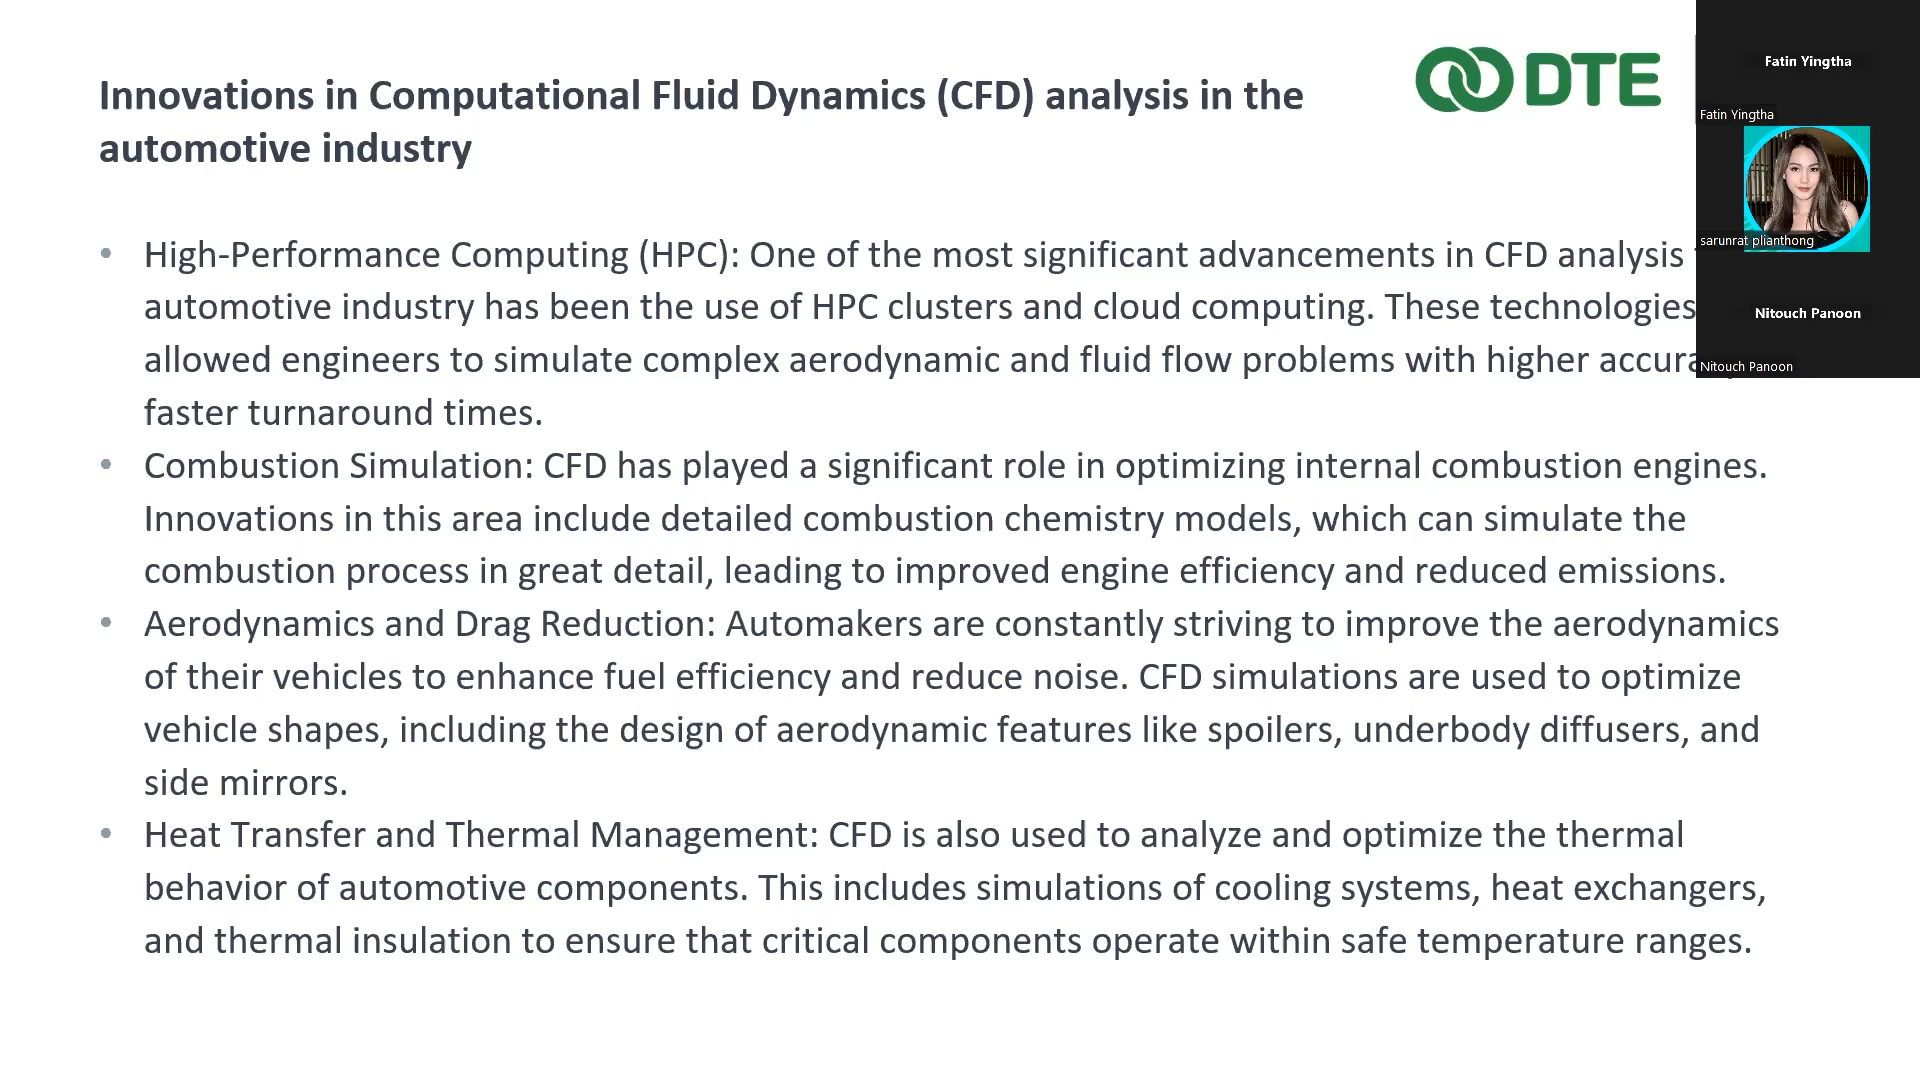 Innovations in Computational Fluid Dynamics (CFD) analysis in the
automotive industry
DTE
• High-Performance Computing (HPC): One of the most significant advancements in CFD analysis
automotive industry has been the use of HPC clusters and cloud computing. These technologies
allowed engineers to simulate complex aerodynamic and fluid flow problems with higher
faster turnaround times.
• Combustion Simulation: CFD has played a significant role in optimizing internal combustion engines.
Innovations in this area include detailed combustion chemistry models, which can simulate the
combustion process in great detail, leading to improved engine efficiency and reduced emissions.
• Aerodynamics and Drag Reduction: Automakers are constantly striving to improve the aerodynamics
of their vehicles to enhance fuel efficiency and reduce noise. CFD simulations are used to optimize
vehicle shapes, including the design of aerodynamic features like spoilers, underbody diffusers, and
side mirrors.
• Heat Transfer and Thermal Management: CFD is also used to analyze and optimize the thermal
behavior of automotive components. This includes simulations of cooling systems, heat exchangers,
and thermal insulation to ensure that critical components operate within safe temperature ranges.
Fatin Yingtha
Fatin Yingtha
sarunrat plianthong
Nitouch Panoon
Nitouch Panoon